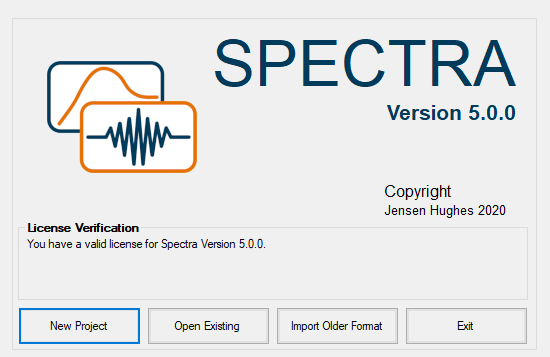 SPECTRA
Version 5.0.0
Copyright
Jensen Hughes 2020
License Verification
You have a valid license for Spectra Version 5.0.0.
New Project
Open Existing
Import Older Format
Exit